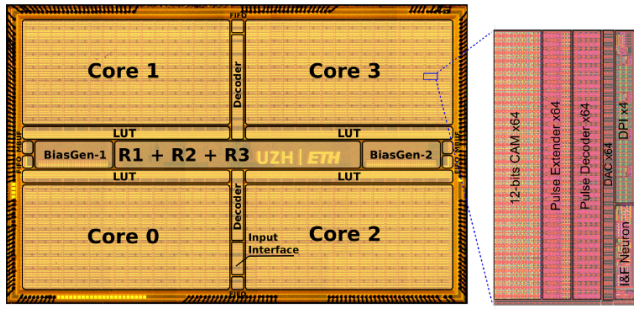 FIFO
Core 1
Core 3
Decoder
LUT
LUT
BiasGen-1
R1 + R2 + R3
UZH | ETH
BiasGen-2
LUT
LUT
Core 0
Core 2
Decoder
Input
Interface
FIFO
12-bits CAM x64
Pulse Extender x64
Pulse Decoder x64
DAC x64
DPI x4
I&F Neuron